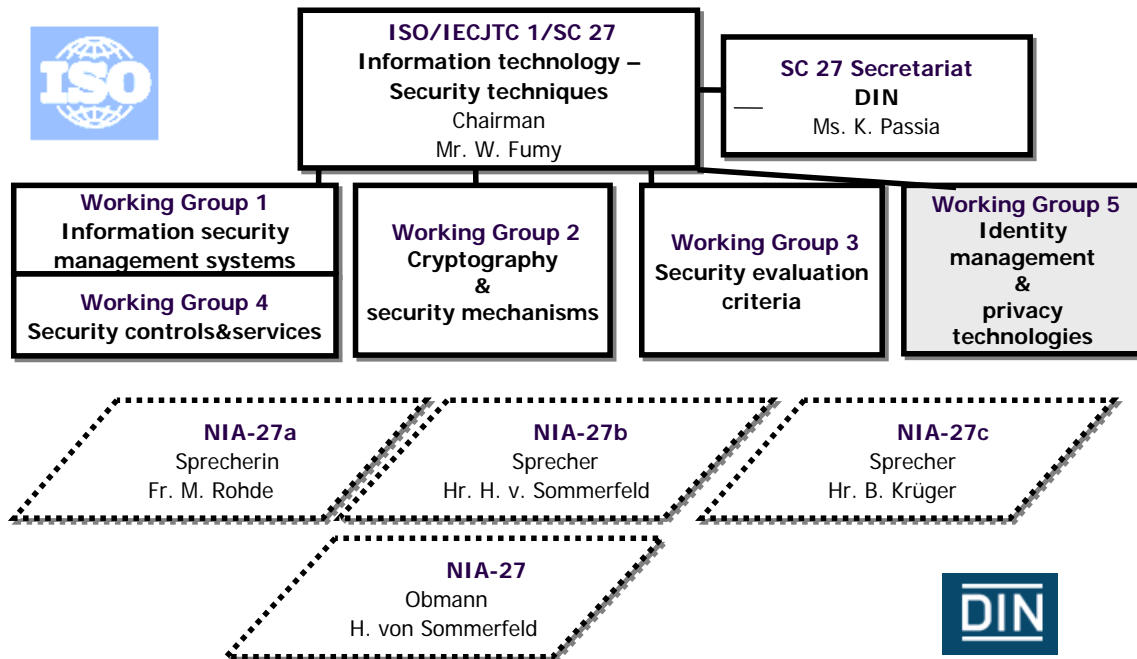 ISO
ISO/IECJTC 1/SC 27
Information technology –
Security techniques
Chairman
Mr. W. Fumy
SC 27 Secretariat
DIN
Ms. K. Passia
Working Group 1
Information security
management systems
Working Group 4
Security controls&services
Working Group 2
Cryptography
&
security mechanisms
Working Group 3
Security evaluation
criteria
Working Group 5
Identity
management
&
privacy
technologies
NIA-27a
Sprecherin
Fr. M. Rohde
NIA-27b
Sprecher
Hr. H. v. Sommerfeld
NIA-27c
Sprecher
Hr. B. Krüger
NIA-27
Obmann
H. von Sommerfeld
DIN